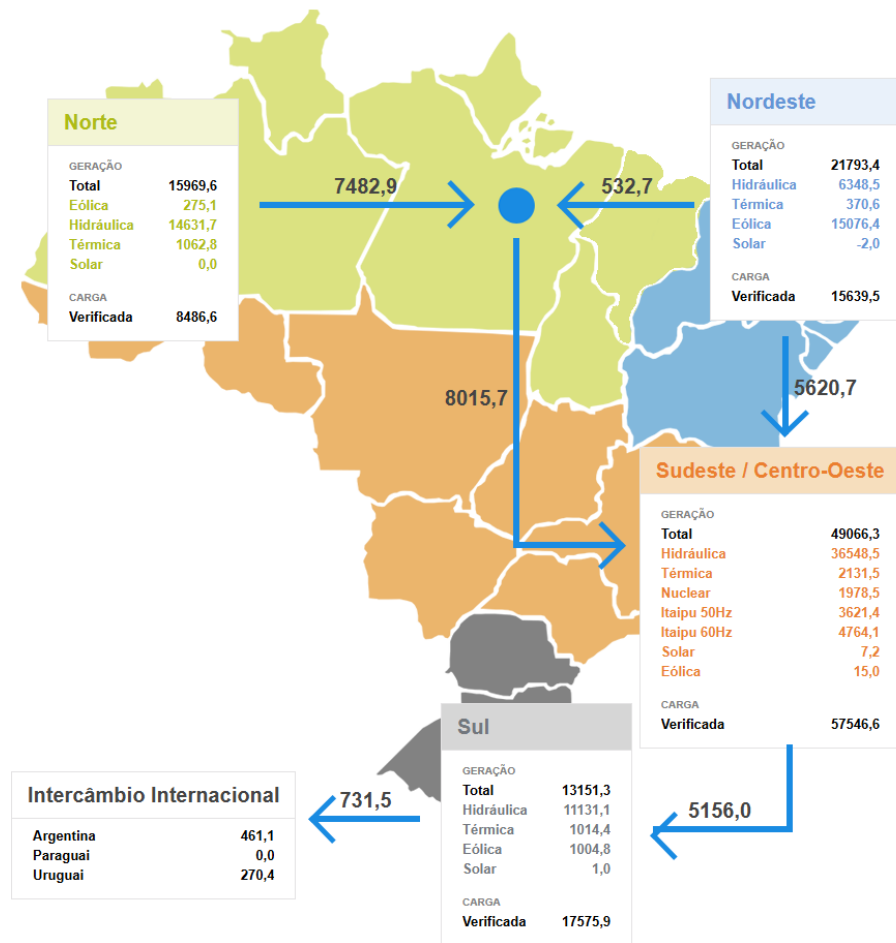 Norte
GERAÇÃO
Total 15969,6
Eólica 275,1
Hidráulica 14631,7
Térmica 1062,8
Solar 0,0
CARGA
Verificada 8486,6
7482,9
532,7
Nordeste
GERAÇÃO
Total 21793,4
Hidráulica 6348,5
Térmica 370,6
Eólica 15076,4
Solar -2,0
CARGA
Verificada 15639,5
8015,7
5620,7
Sudeste / Centro-Oeste
GERAÇÃO
Total 49066,3
Hidráulica 36548,5
Térmica 2131,5
Nuclear 1978,5
Itaipu 50Hz 3621,4
Itaipu 60Hz 4764,1
Solar 7,2
Eólica 15,0
CARGA
Verificada 57546,6
Sul
GERAÇÃO
Total 13151,3
Hidráulica 11131,1
Térmica 1014,4
Eólica 1004,8
Solar 1,0
CARGA
Verificada 17575,9
5156,0
731,5
Intercâmbio Internacional
Argentina 461,1
Paraguai 0,0
Uruguai 270,4